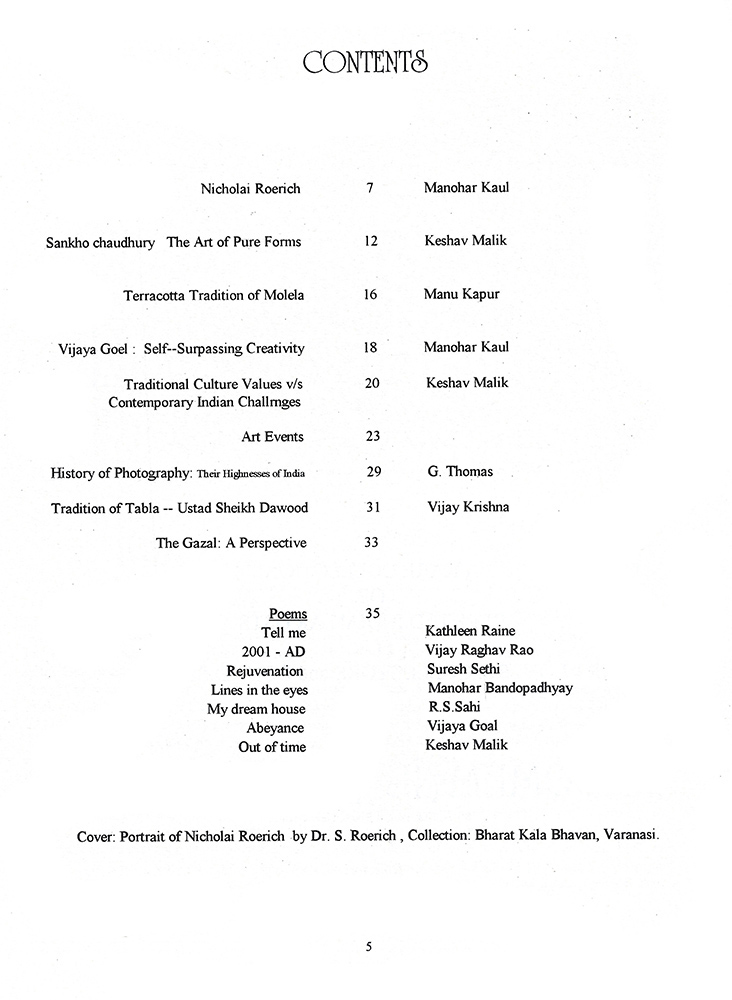 CONTENTS
Nicholai Roerich 7 Manohar Kaul
Sankho chaudhury The Art of Pure Forms 12 Keshav Malik
Terracotta Tradition of Molela 16 Manu Kapur
Vijaya Goel : Self--Surpassing Creativity 18 Manohar Kaul
Traditional Culture Values v/s 20 Keshav Malik
Contemporary Indian Challrnges
Art Events 23
History of Photography: Their Highnesses of India 29 G. Thomas
Tradition of Tabla -- Ustad Sheikh Dawood 31 Vijay Krishna
The Gazal: A Perspective 33
Poems 35
Tell me Kathleen Raine
2001 - AD Vijay Raghav Rao
Rejuvenation Suresh Sethi
Lines in the eyes Manohar Bandopadhyay
My dream house R.S.Sahi
Abeyance Vijaya Goal
Out of time Keshav Malik
Cover: Portrait of Nicholai Roerich by Dr. S. Roerich , Collection: Bharat Kala Bhavan, Varanasi.
5